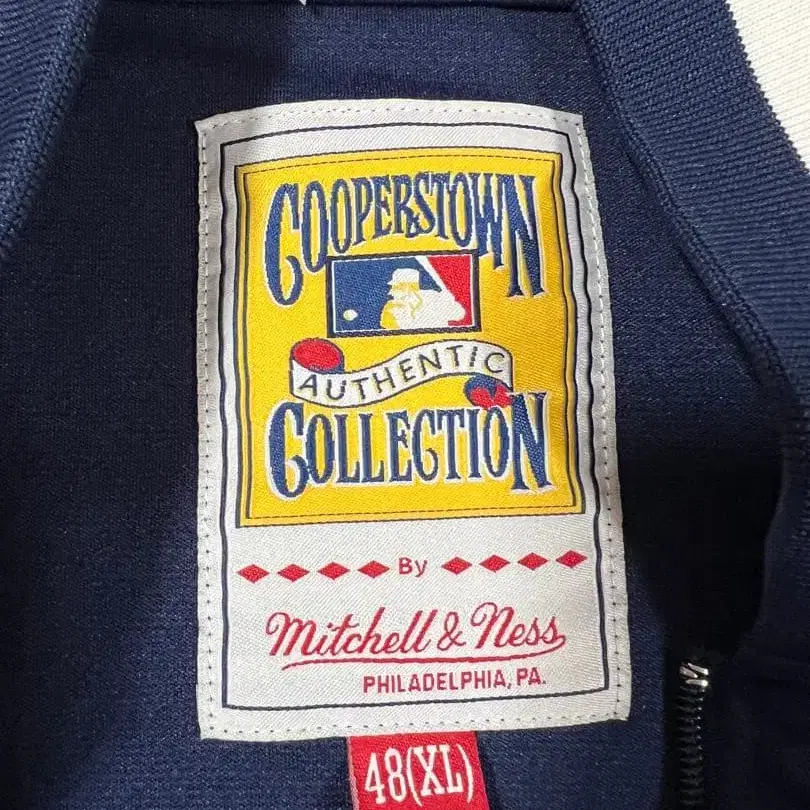 COOPERSTOWN
AUTHENTIC
COLLECTION
By
Mitchell & Ness
PHILADELPHIA, PA.
48(XL)